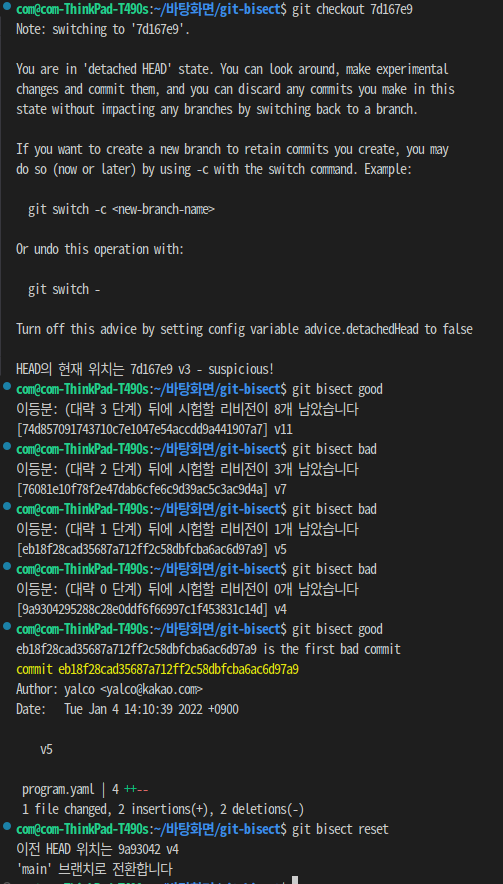 com@com-ThinkPad-T490s:~/바탕화면/git-bisect$ git checkout 7d167e9
Note: switching to '7d167e9'.
You are in 'detached HEAD' state. You can look around, make experimental
changes and commit them, and you can discard any commits you make in this
state without impacting any branches by switching back to a branch.
If you want to create a new branch to retain commits you create, you may
do so (now or later) by using -c with the switch command. Example:
git switch -c <new-branch-name>
Or undo this operation with:
git switch -
Turn off this advice by setting config variable advice.detachedHead to false
HEAD의 현재 위치는 7d167e9 v3 - suspicious!
com@com-ThinkPad-T490s:~/바탕화면/git-bisect$ git bisect good
이등분: (대략 3 단계) 뒤에 시험할 리비전이 8개 남았습니다
[74d857091743710c7e1047e54accdd9a441907a7] v11
com@com-ThinkPad-T490s:~/바탕화면/git-bisect$ git bisect bad
이등분: (대략 2 단계) 뒤에 시험할 리비전이 3개 남았습니다
[76081e10f78f2e47dab6cfe6c9d39ac5c3ac9d4a] v7
com@com-ThinkPad-T490s:~/바탕화면/git-bisect$ git bisect bad
이등분: (대략 1 단계) 뒤에 시험할 리비전이 1개 남았습니다
[eb18f28cad35687a712ff2c58dbfcba6ac6d97a9] v5
com@com-ThinkPad-T490s:~/바탕화면/git-bisect$ git bisect bad
이등분: (대략 0 단계) 뒤에 시험할 리비전이 0개 남았습니다
[9a9304295288c28e0ddf6f66997c1f453831c14d] v4
com@com-ThinkPad-T490s:~/바탕화면/git-bisect$ git bisect good
eb18f28cad35687a712ff2c58dbfcba6ac6d97a9 is the first bad commit
commit eb18f28cad35687a712ff2c58dbfcba6ac6d97a9
Author: yalco <yalco@kakao.com>
Date:   Tue Jan 4 14:10:39 2022 +0900
v5
program.yaml | 4 ++--
1 file changed, 2 insertions(+), 2 deletions(-)
com@com-ThinkPad-T490s:~/바탕화면/git-bisect$ git bisect reset
이전 HEAD 위치는 9a93042 v4
'main' 브랜치로 전환합니다